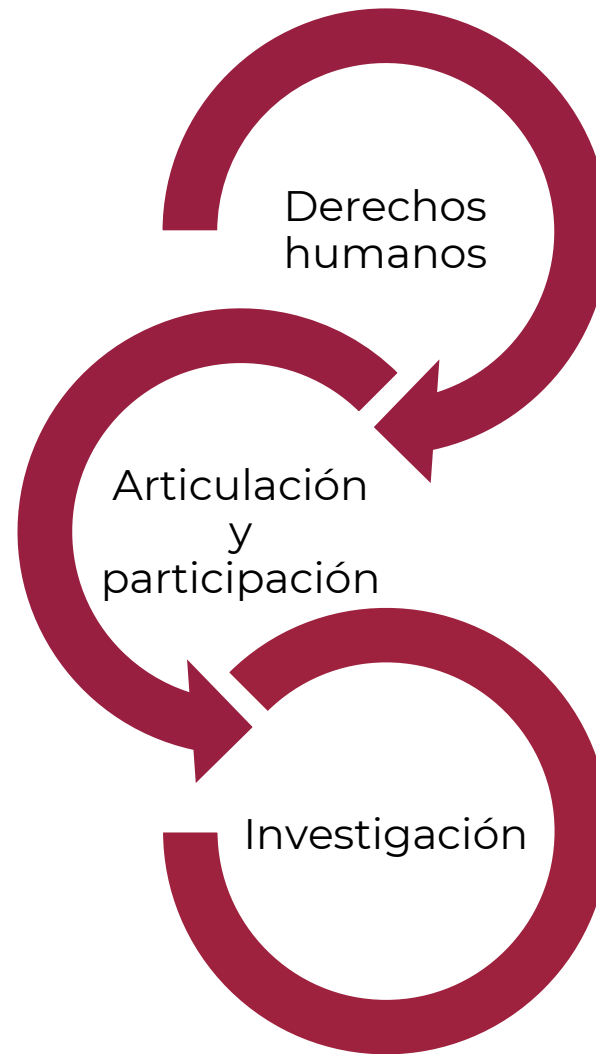 Derechos
humanos
Articulación
y
participación
Investigación